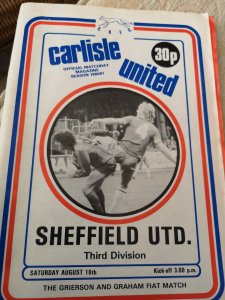 carlisle
united
30p
OFFICIAL MATCHDAY
MAGAZINE
SEASON 1980/81
SHEFFIELD UTD.
Third Division
SATURDAY AUGUST 16th Kick-off 3.00 p.m.
THE GRIERSON AND GRAHAM FIAT MATCH